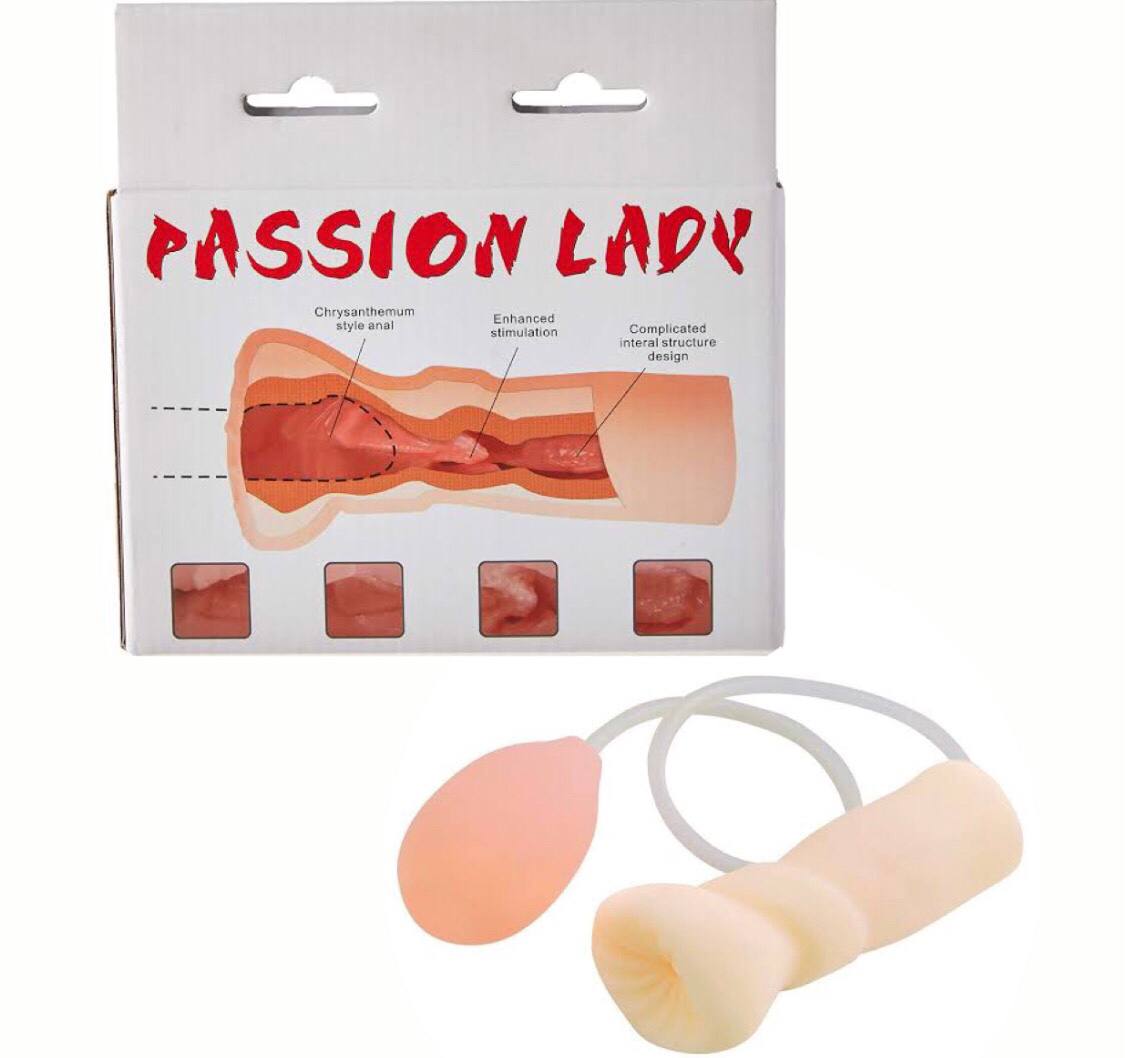 PASSION LADY
Chrysanthemum
style anal
Enhanced
stimulation
Complicated
interal structure
design